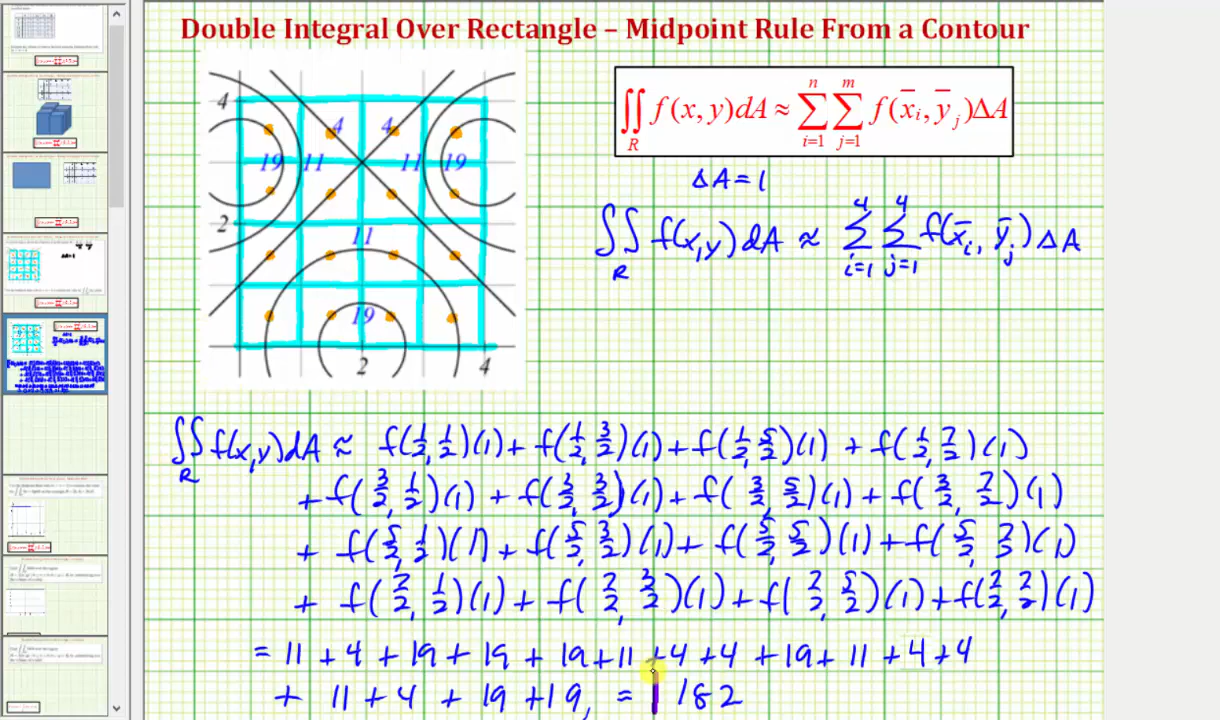 Double Integral Over Rectangle – Midpoint Rule From a Contour
∬_R f(x, y)dA ≈ ∑_{i=1}^{n} ∑_{j=1}^{m} f(x̄_i, ȳ_j)ΔA
ΔA = 1
∬_R f(x,y)dA ≈ ∑_{i=1}^{4} ∑_{j=1}^{4} f(x̄_i, ȳ_j) ΔA
4
4 4
19 11 11 19
2
11
19
2 4
∬_R f(x,y)dA ≈ f(1/2, 1/2)(1) + f(1/2, 3/2)(1) + f(1/2, 5/2)(1) + f(1/2, 7/2)(1)
+ f(3/2, 1/2)(1) + f(3/2, 3/2)(1) + f(3/2, 5/2)(1) + f(3/2, 7/2)(1)
+ f(5/2, 1/2)(1) + f(5/2, 3/2)(1) + f(5/2, 5/2)(1) + f(5/2, 7/2)(1)
+ f(7/2, 1/2)(1) + f(7/2, 3/2)(1) + f(7/2, 5/2)(1) + f(7/2, 7/2)(1)
= 11 + 4 + 19 + 19 + 19 + 11 + 4 + 4 + 19 + 11 + 4 + 4
+ 11 + 4 + 19 + 19, = 182